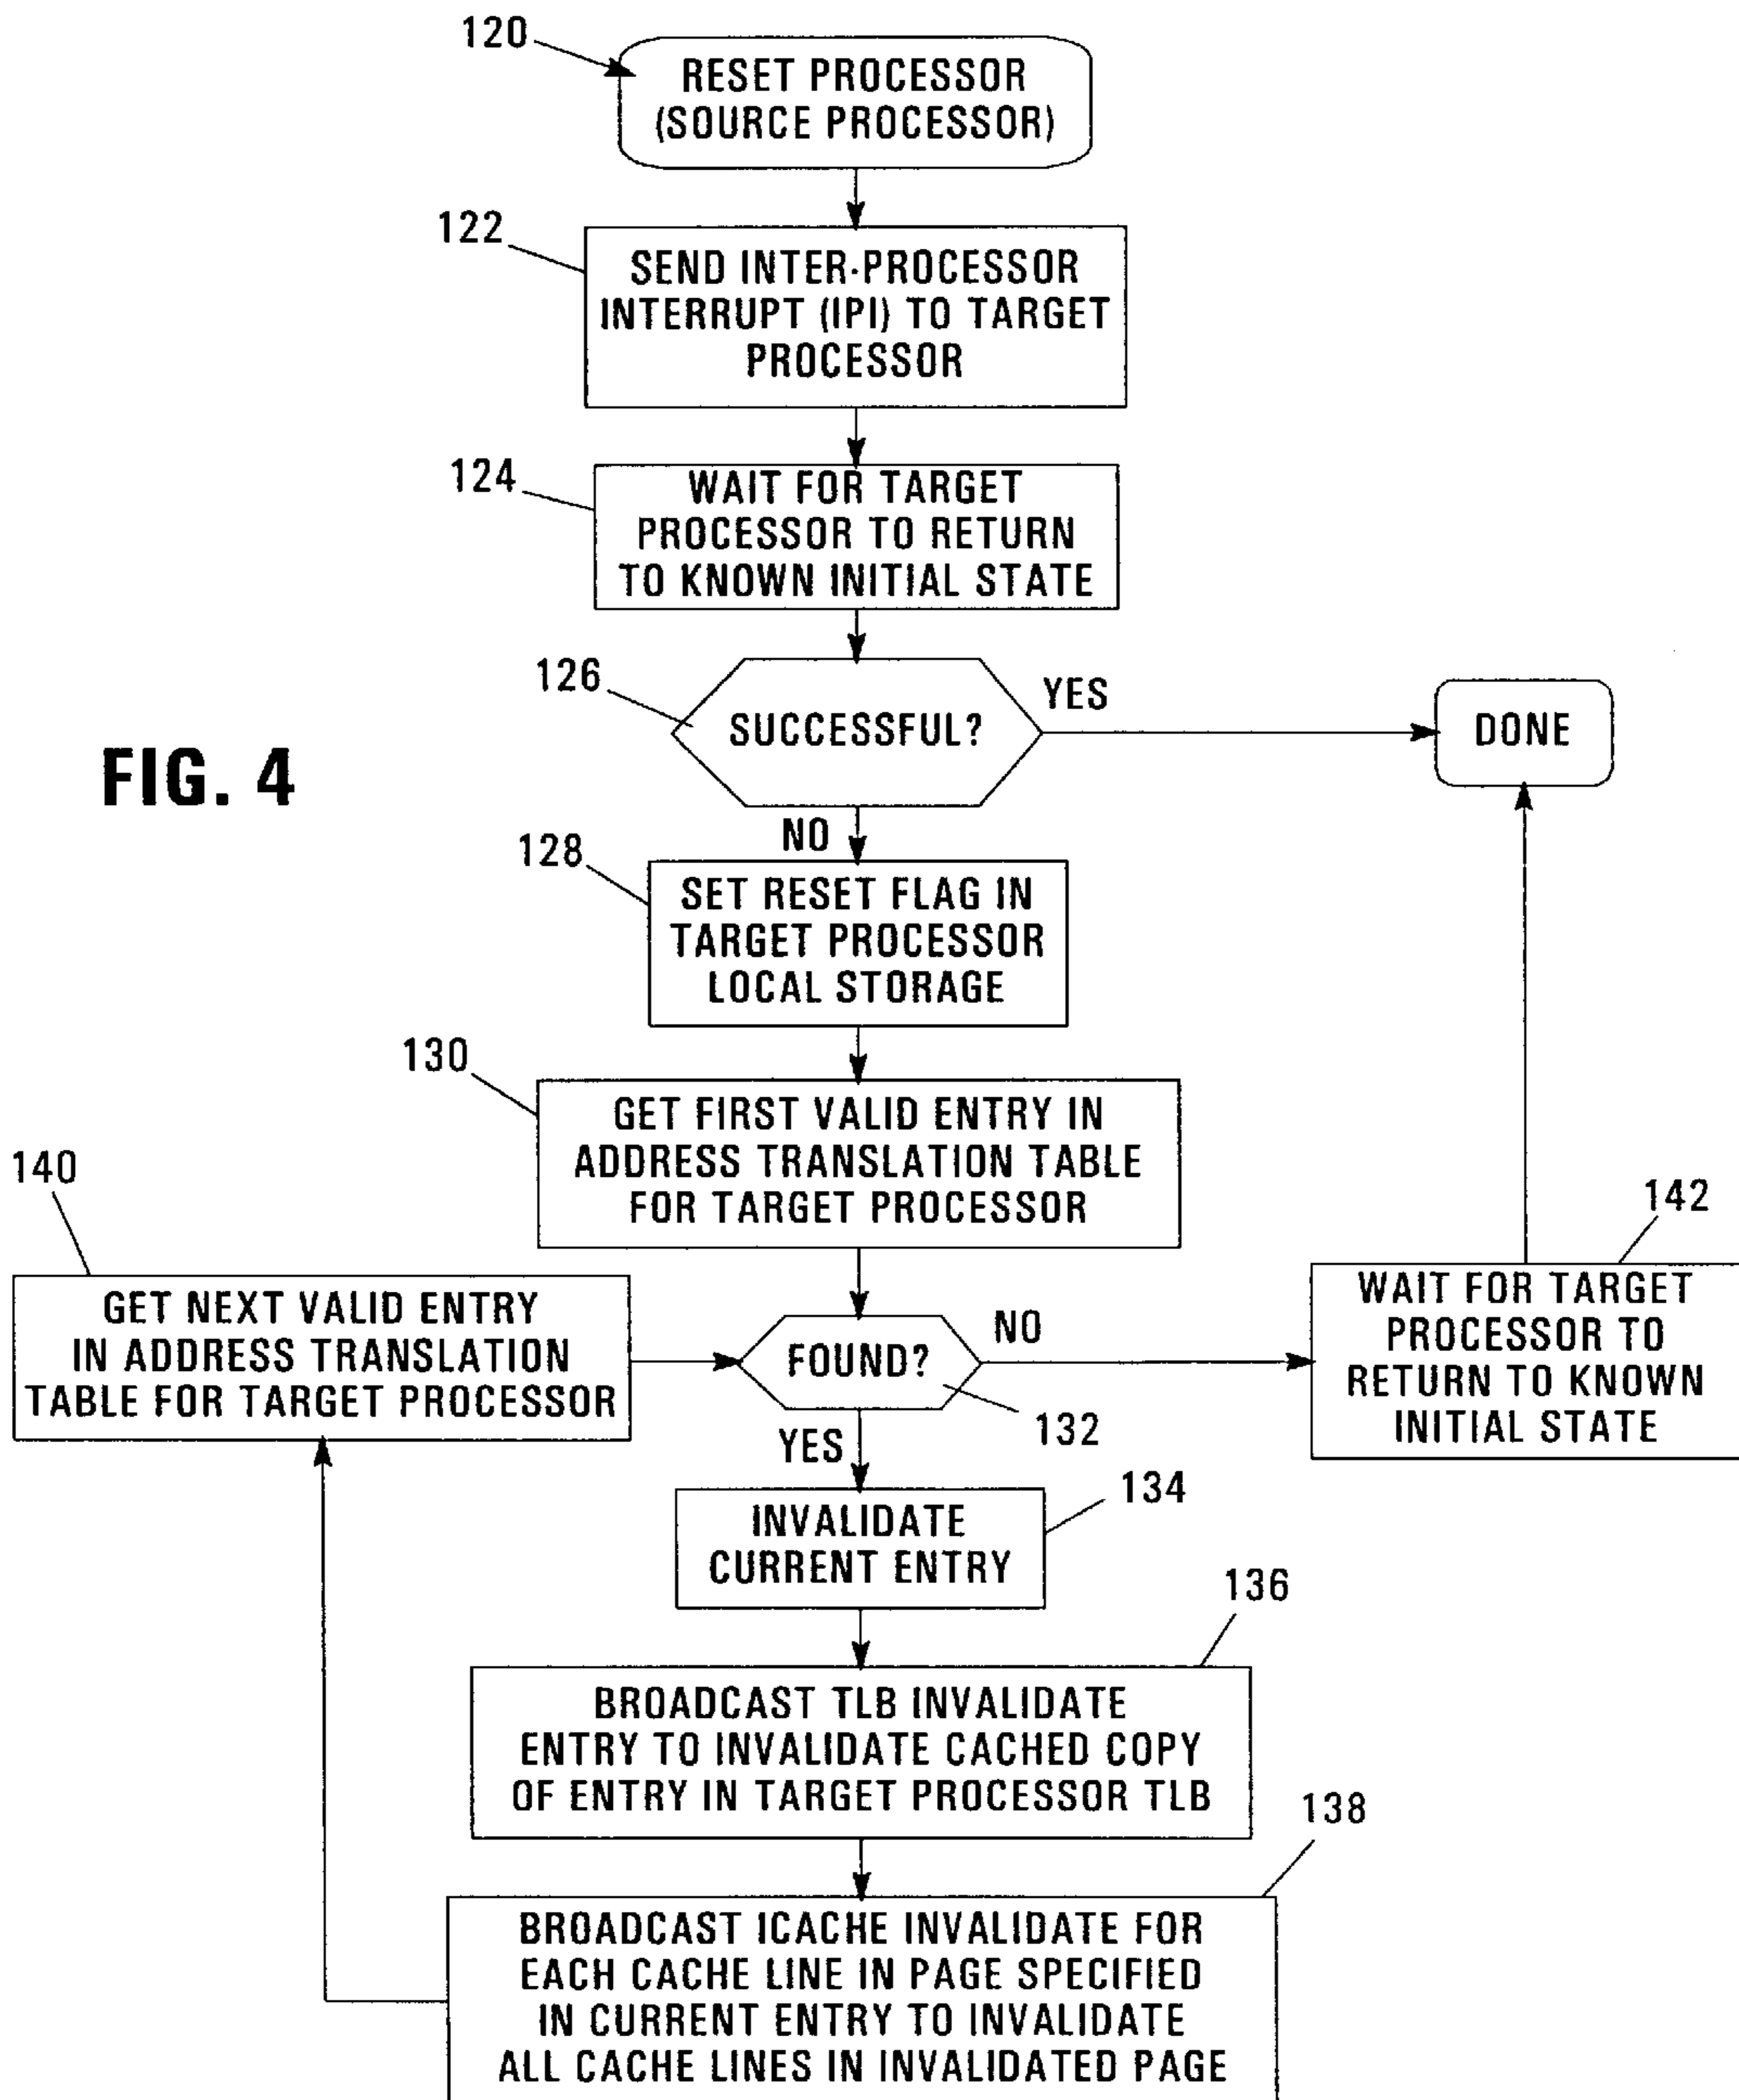 120
RESET PROCESSOR
(SOURCE PROCESSOR)
122
SEND INTER-PROCESSOR
INTERRUPT (IPI) TO TARGET
PROCESSOR
124
WAIT FOR TARGET
PROCESSOR TO RETURN
TO KNOWN INITIAL STATE
126
SUCCESSFUL?
YES
DONE
FIG. 4
NO
128
SET RESET FLAG IN
TARGET PROCESSOR
LOCAL STORAGE
130
GET FIRST VALID ENTRY IN
ADDRESS TRANSLATION TABLE
FOR TARGET PROCESSOR
140
GET NEXT VALID ENTRY
IN ADDRESS TRANSLATION
TABLE FOR TARGET PROCESSOR
FOUND?
132
NO
142
WAIT FOR TARGET
PROCESSOR TO
RETURN TO KNOWN
INITIAL STATE
YES
134
INVALIDATE
CURRENT ENTRY
136
BROADCAST TLB INVALIDATE
ENTRY TO INVALIDATE CACHED COPY
OF ENTRY IN TARGET PROCESSOR TLB
138
BROADCAST ICACHE INVALIDATE FOR
EACH CACHE LINE IN PAGE SPECIFIED
IN CURRENT ENTRY TO INVALIDATE
ALL CACHE LINES IN INVALIDATED PAGE